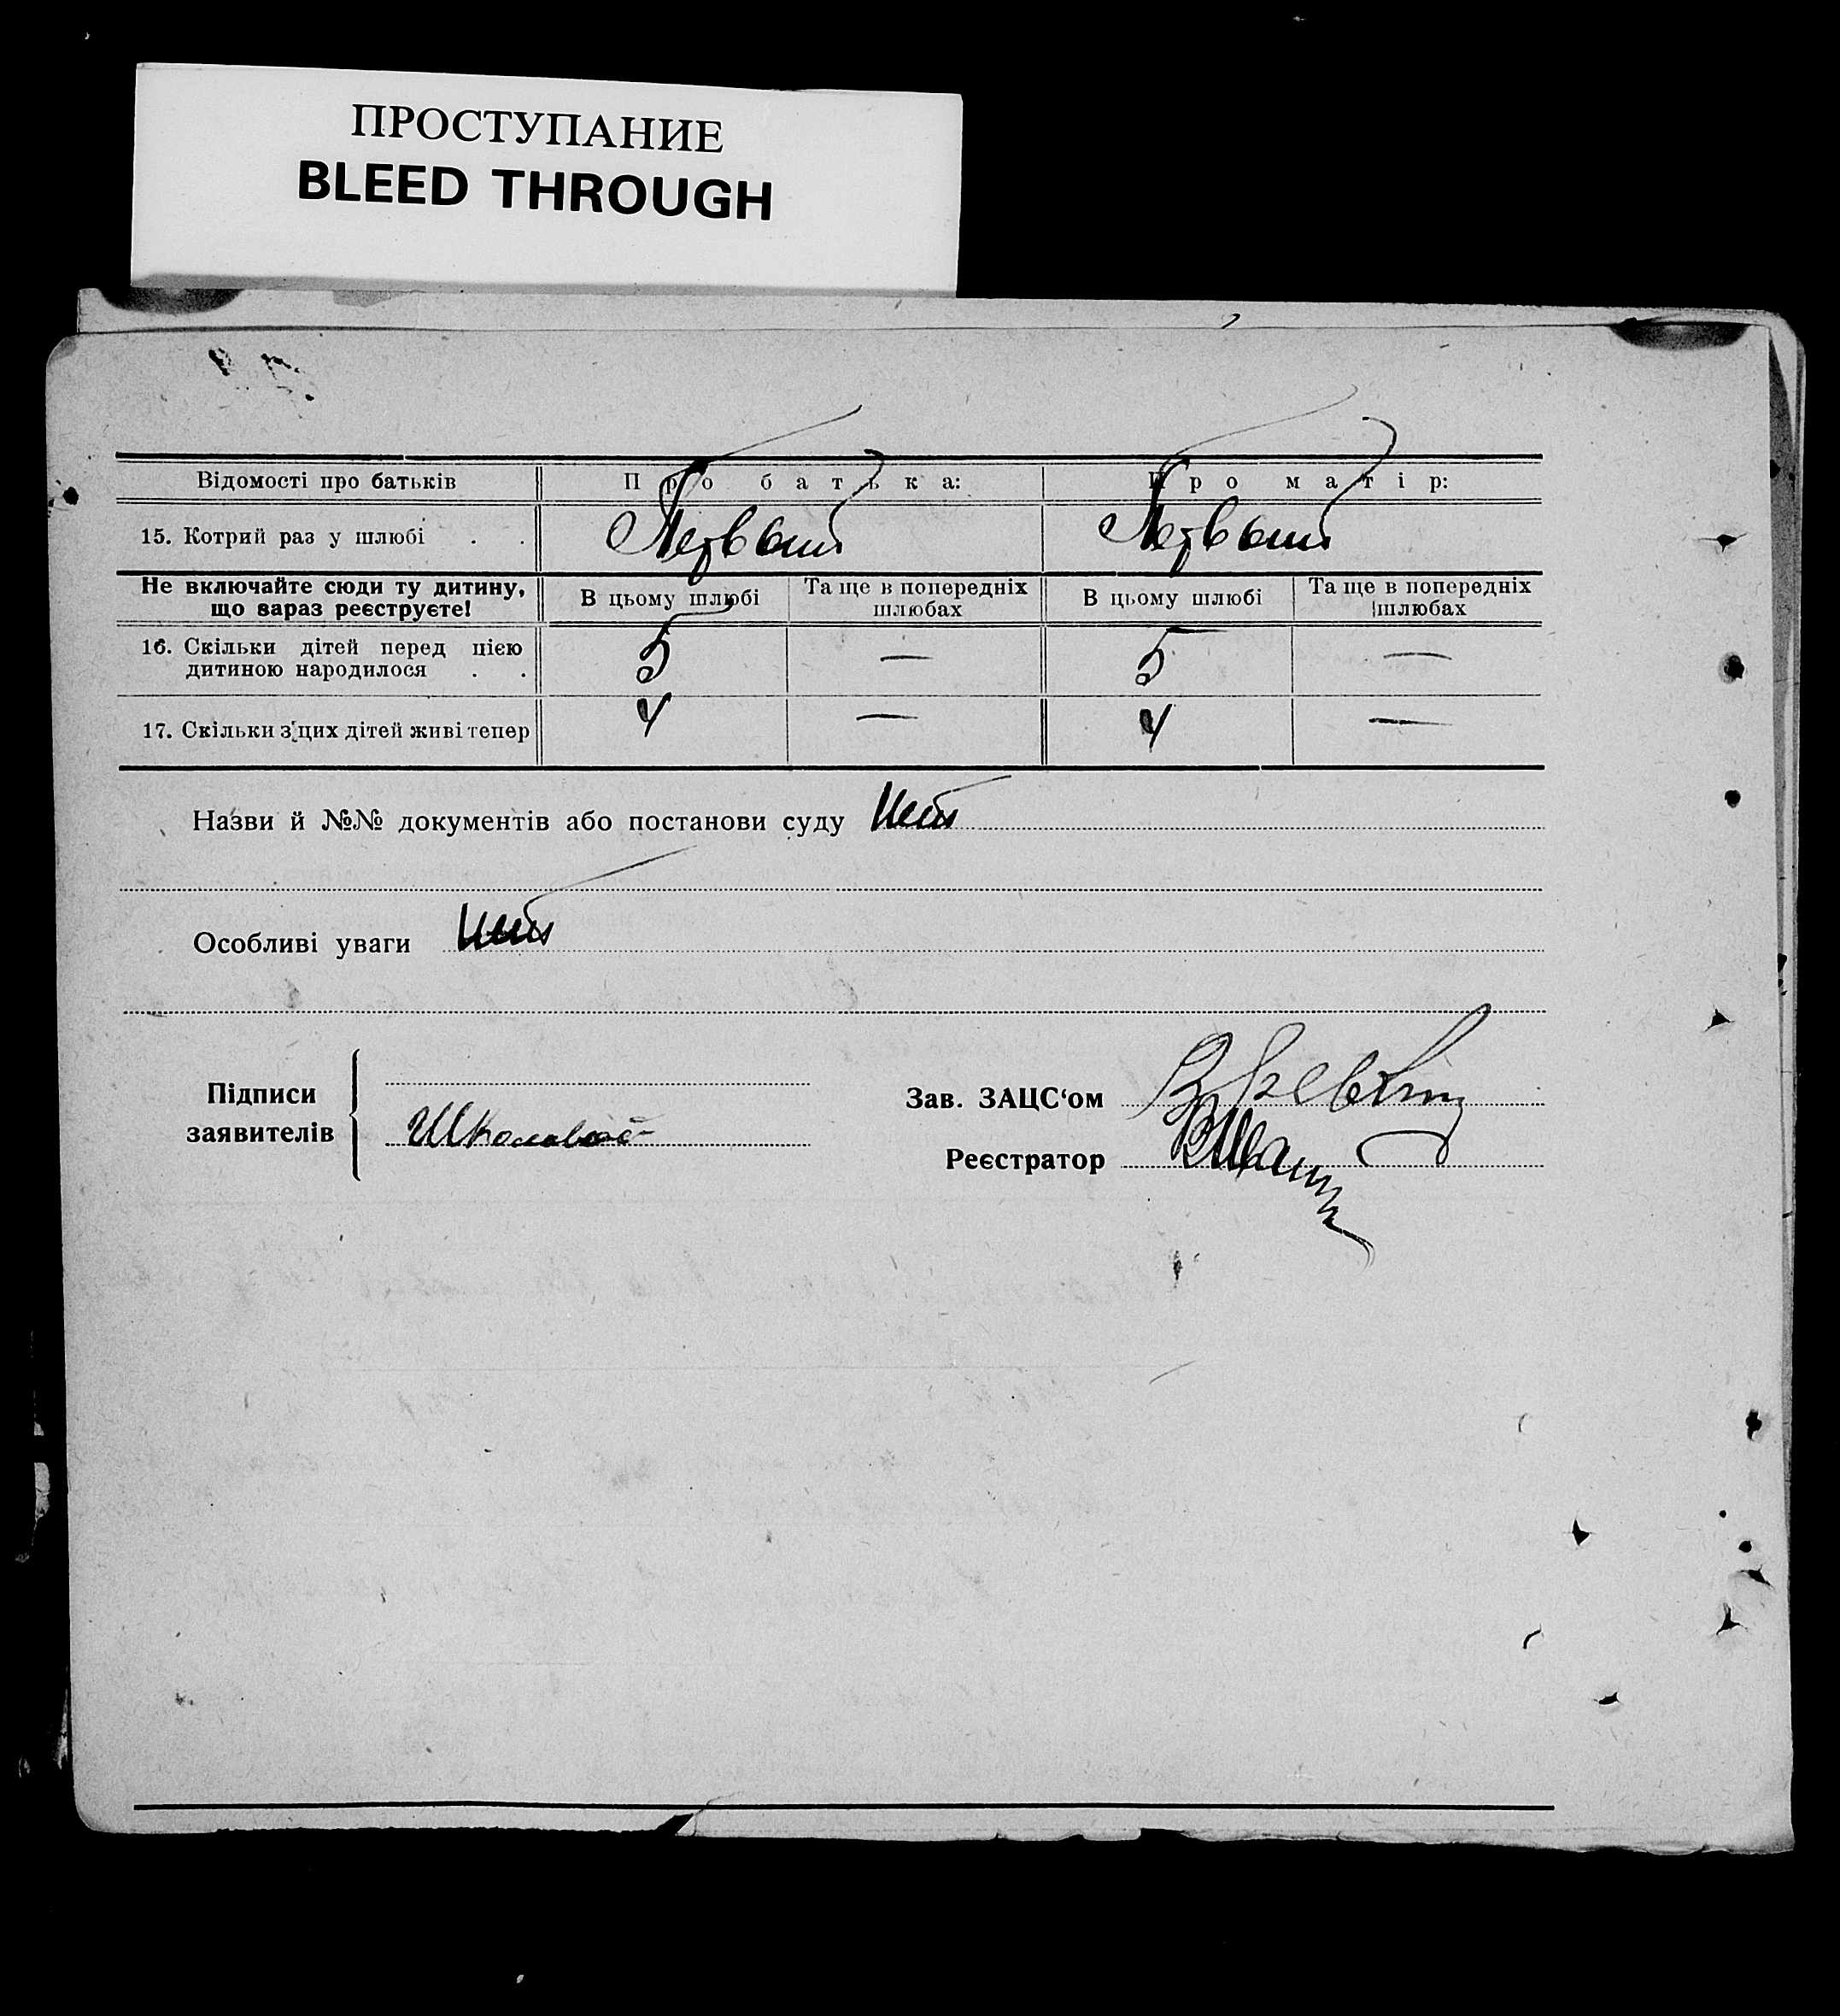 ПРОСТУПАНИЕ
BLEED THROUGH
Відомості про батьків Про батька: Про матір:
15. Котрий раз у шлюбі . . Первый Первый
Не включайте сюди ту дитину, що зараз реєструєте! В цьому шлюбі Та ще в попередніх шлюбах В цьому шлюбі Та ще в попередніх шлюбах
16. Скільки дітей перед цією дитиною народилося . . 5 — 5 —
17. Скільки з цих дітей живі тепер 4 — 4 —
Назви й №№ документів або постанови суду Нет
Особливі уваги Нет
Підписи заявителів
Зав. ЗАЦС‘ом
Реєстратор